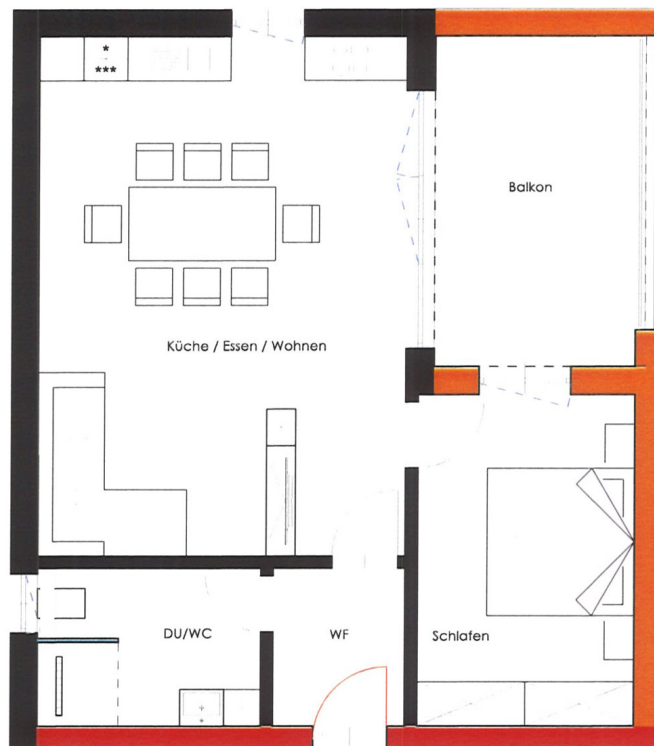 *
***
Balkon
Küche / Essen / Wohnen
DU/WC
WF
Schlafen